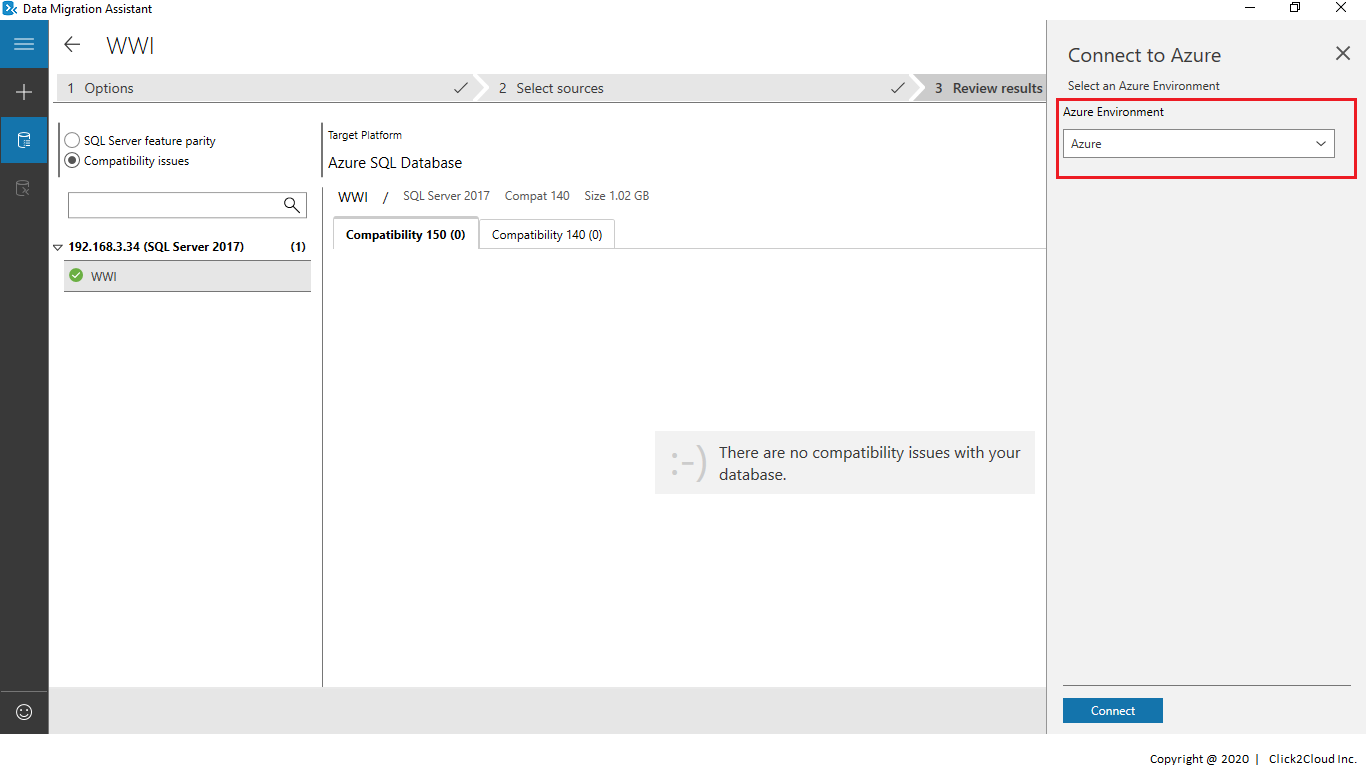 Data Migration Assistant
WWI
1 Options
2 Select sources
3 Review results
SQL Server feature parity
Compatibility issues
192.168.3.34 (SQL Server 2017) (1)
WWI
Target Platform
Azure SQL Database
WWI / SQL Server 2017 Compat 140 Size 1.02 GB
Compatibility 150 (0) Compatibility 140 (0)
:-)
There are no compatibility issues with your
database.
Connect to Azure
Select an Azure Environment
Azure Environment
Azure
Connect
Copyright @ 2020 | Click2Cloud Inc.